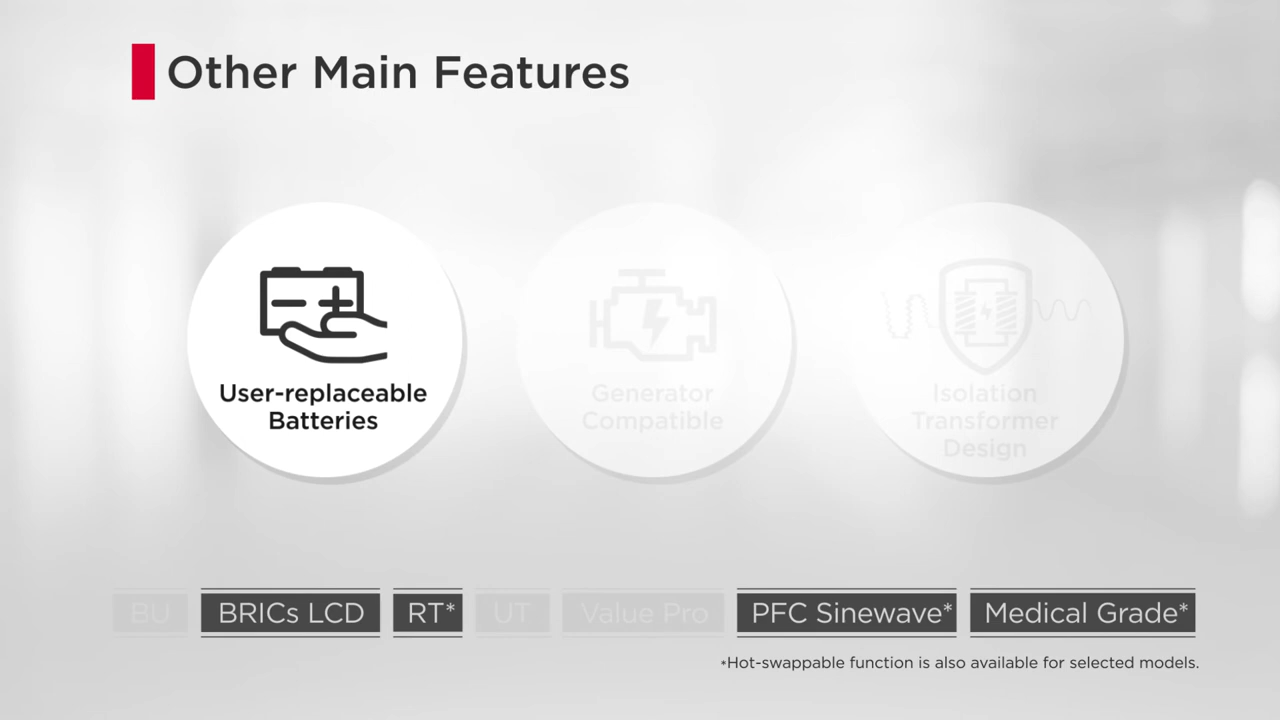 Other Main Features
User-replaceable
Batteries
Generator
Compatible
Isolation
Transformer
Design
BU
BRICs LCD
RT*
UT
Value Pro
PFC Sinewave*
Medical Grade*
*Hot-swappable function is also available for selected models.